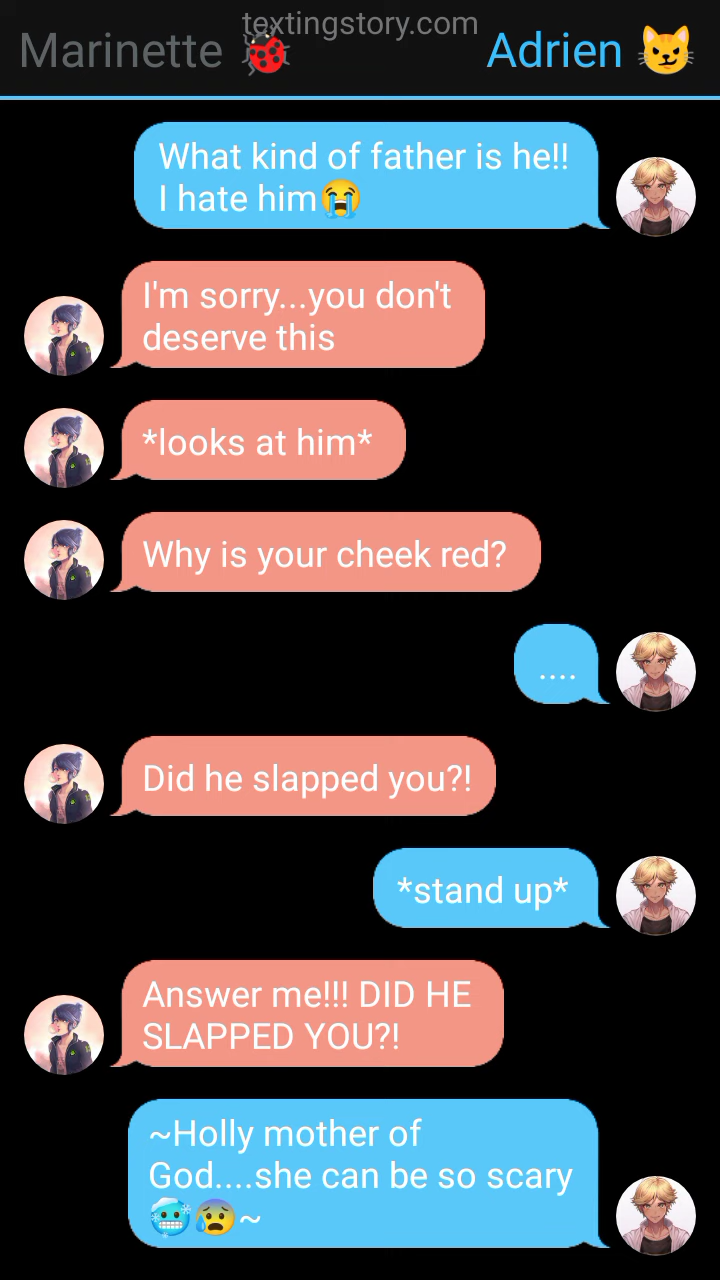 textingstory.com
Marinette 🐞 Adrien 😼
What kind of father is he!!
I hate him😭
I'm sorry...you don't
deserve this
*looks at him*
Why is your cheek red?
....
Did he slapped you?!
*stand up*
Answer me!!! DID HE
SLAPPED YOU?!
~Holly mother of
God....she can be so scary
🥶😰~